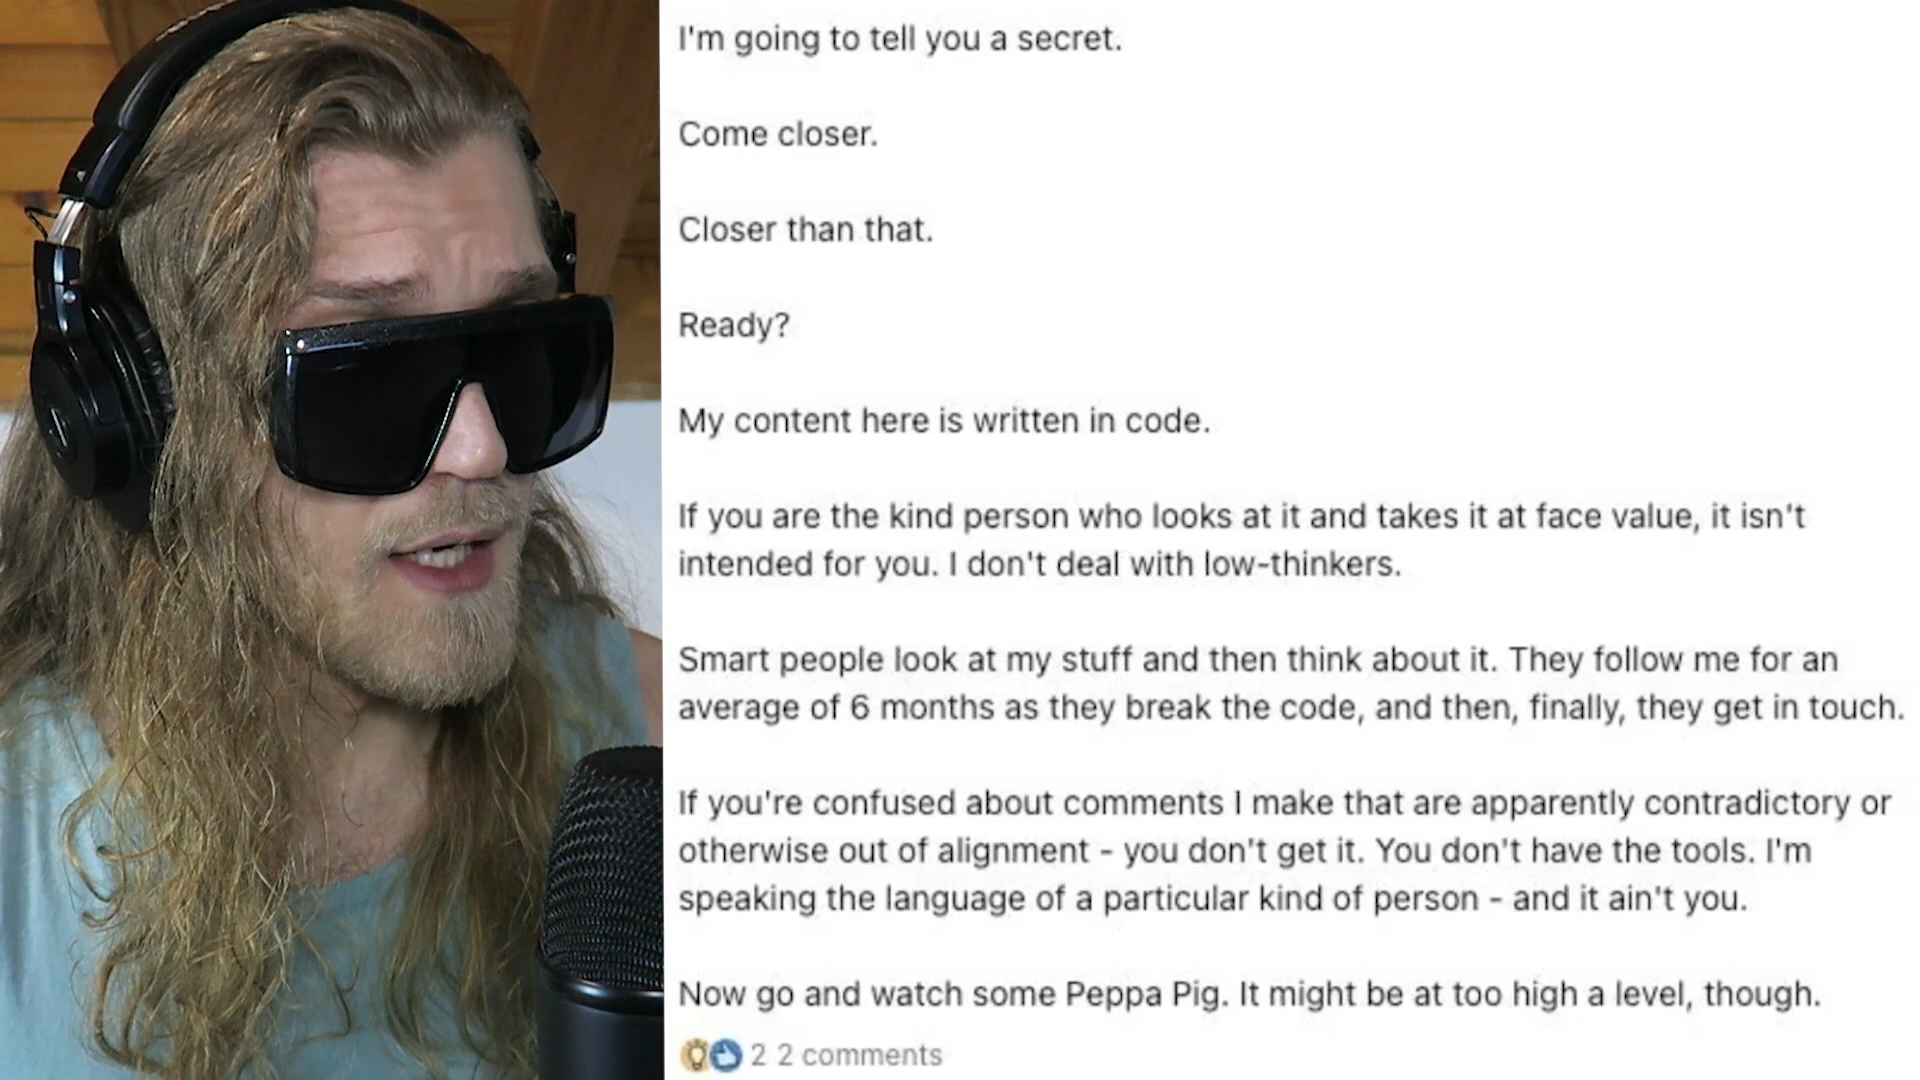 I'm going to tell you a secret.
Come closer.
Closer than that.
Ready?
My content here is written in code.
If you are the kind person who looks at it and takes it at face value, it isn't
intended for you. I don't deal with low-thinkers.
Smart people look at my stuff and then think about it. They follow me for an
average of 6 months as they break the code, and then, finally, they get in touch.
If you're confused about comments I make that are apparently contradictory or
otherwise out of alignment - you don't get it. You don't have the tools. I'm
speaking the language of a particular kind of person - and it ain't you.
Now go and watch some Peppa Pig. It might be at too high a level, though.
2 2 comments